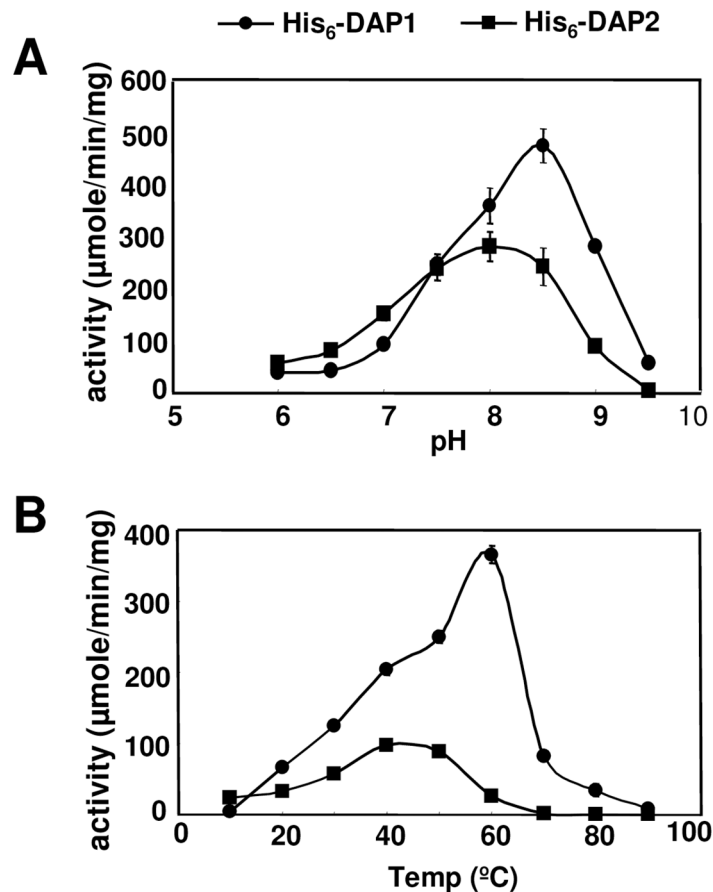 His₆-DAP1 His₆-DAP2
A
600
500
400
300
200
100
0
activity (µmole/min/mg)
5 6 7 8 9 10
pH
B
400
300
200
100
0
activity (µmole/min/mg)
0 20 40 60 80 100
Temp (ºC)